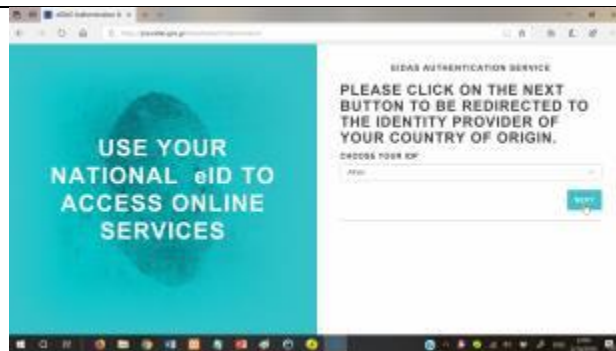 USE YOUR
NATIONAL eID TO
ACCESS ONLINE
SERVICES
EIDAS AUTHENTICATION SERVICE
PLEASE CLICK ON THE NEXT
BUTTON TO BE REDIRECTED TO
THE IDENTITY PROVIDER OF
YOUR COUNTRY OF ORIGIN.
CHOOSE YOUR IDP
NEXT